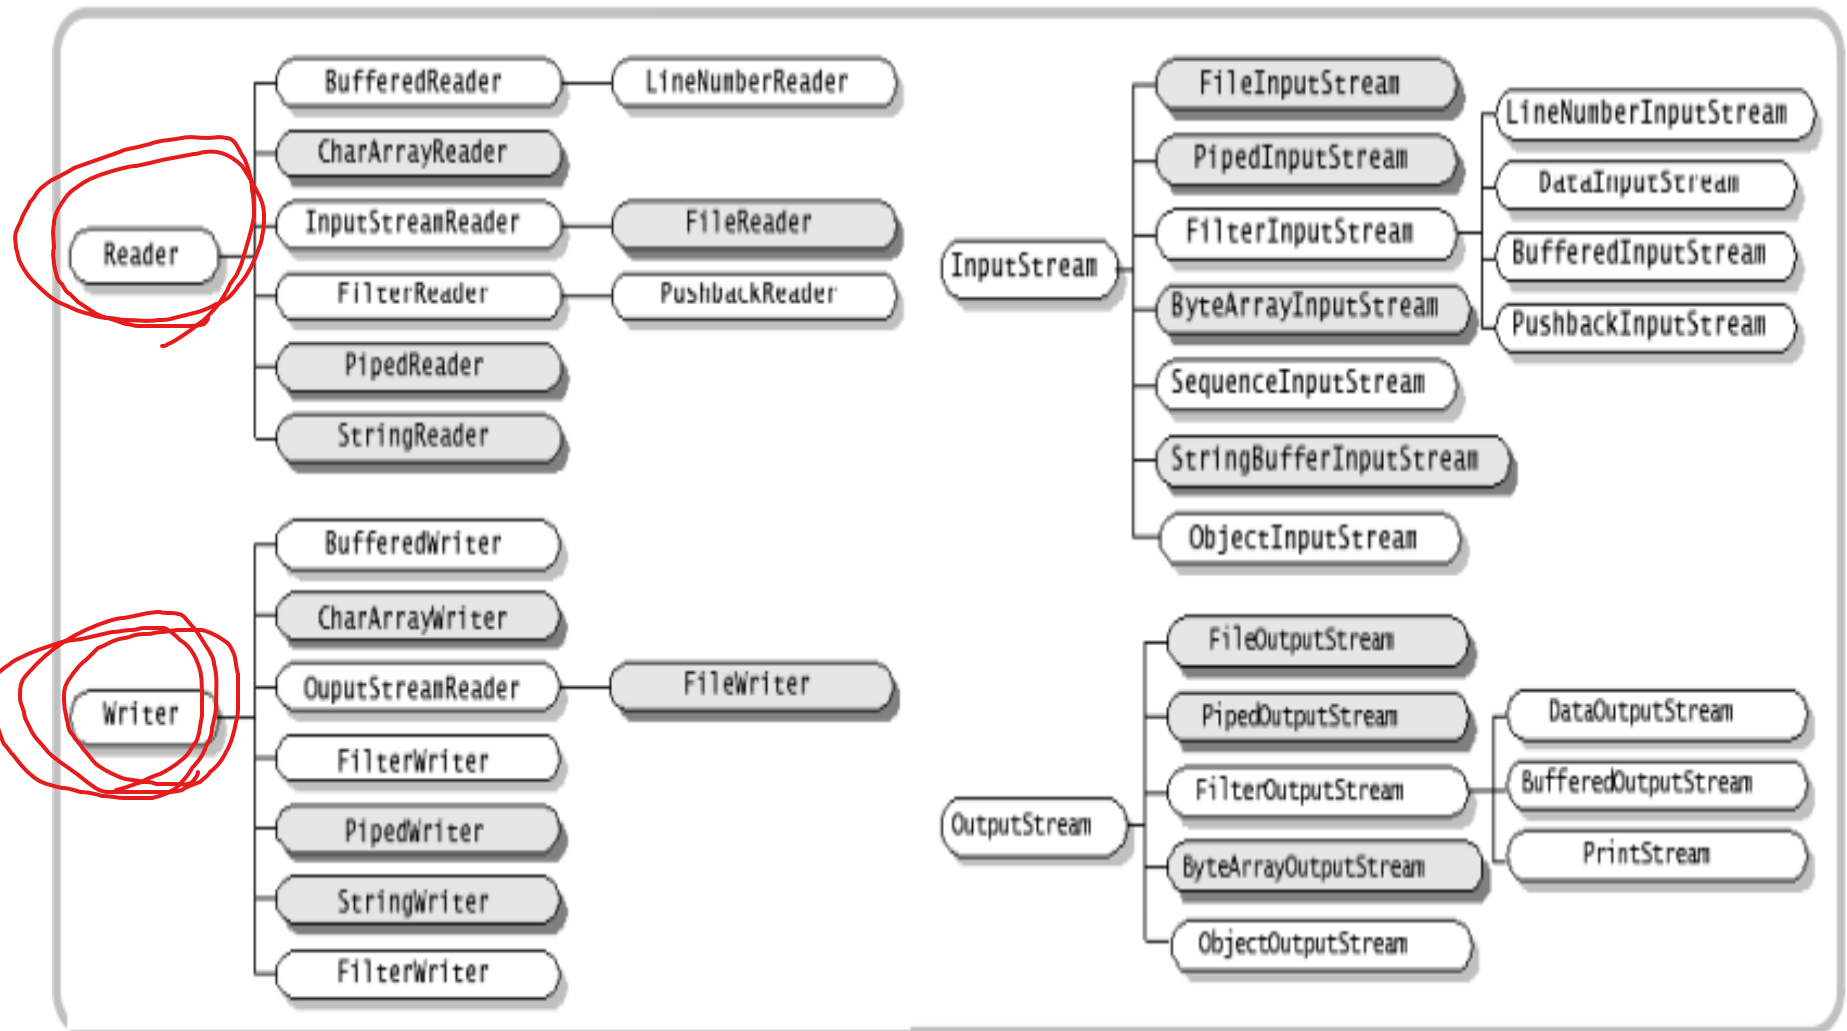 BufferedReader
LineNumberReader
CharArrayReader
InputStreamReader
FileReader
Reader
FilterReader
PushbackReader
PipedReader
StringReader
BufferedWriter
CharArrayWriter
OuputStreamReader
FileWriter
Writer
FilterWriter
PipedWriter
StringWriter
FilterWriter
FileInputStream
LineNumberInputStream
PipedInputStream
DataInputStream
FilterInputStream
BufferedInputStream
InputStream
ByteArrayInputStream
PushbackInputStream
SequenceInputStream
StringBufferInputStream
ObjectInputStream
FileOutputStream
PipedOutputStream
DataOutputStream
FilterOutputStream
BufferedOutputStream
OutputStream
ByteArrayOutputStream
PrintStream
ObjectOutputStream